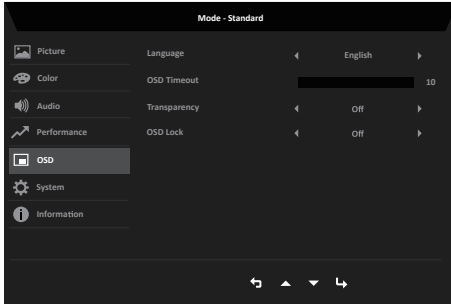 Mode - Standard
Picture
Language English
Color
OSD Timeout 10
Audio
Transparency Off
Performance
OSD Lock Off
OSD
System
Information